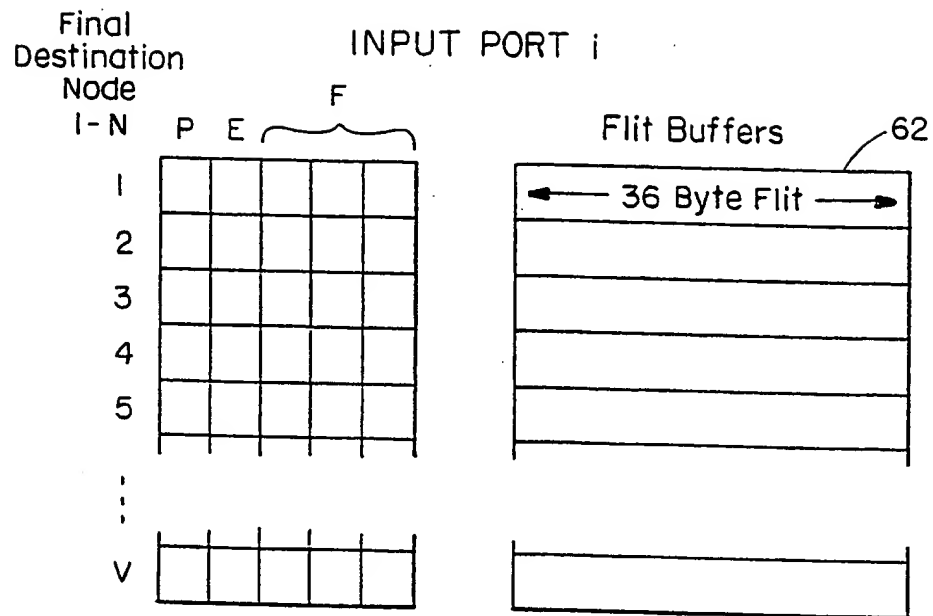 Final
Destination
Node
1-N
INPUT PORT i
P E F
Flit Buffers
62
1
36 Byte Flit
2
3
4
5
V